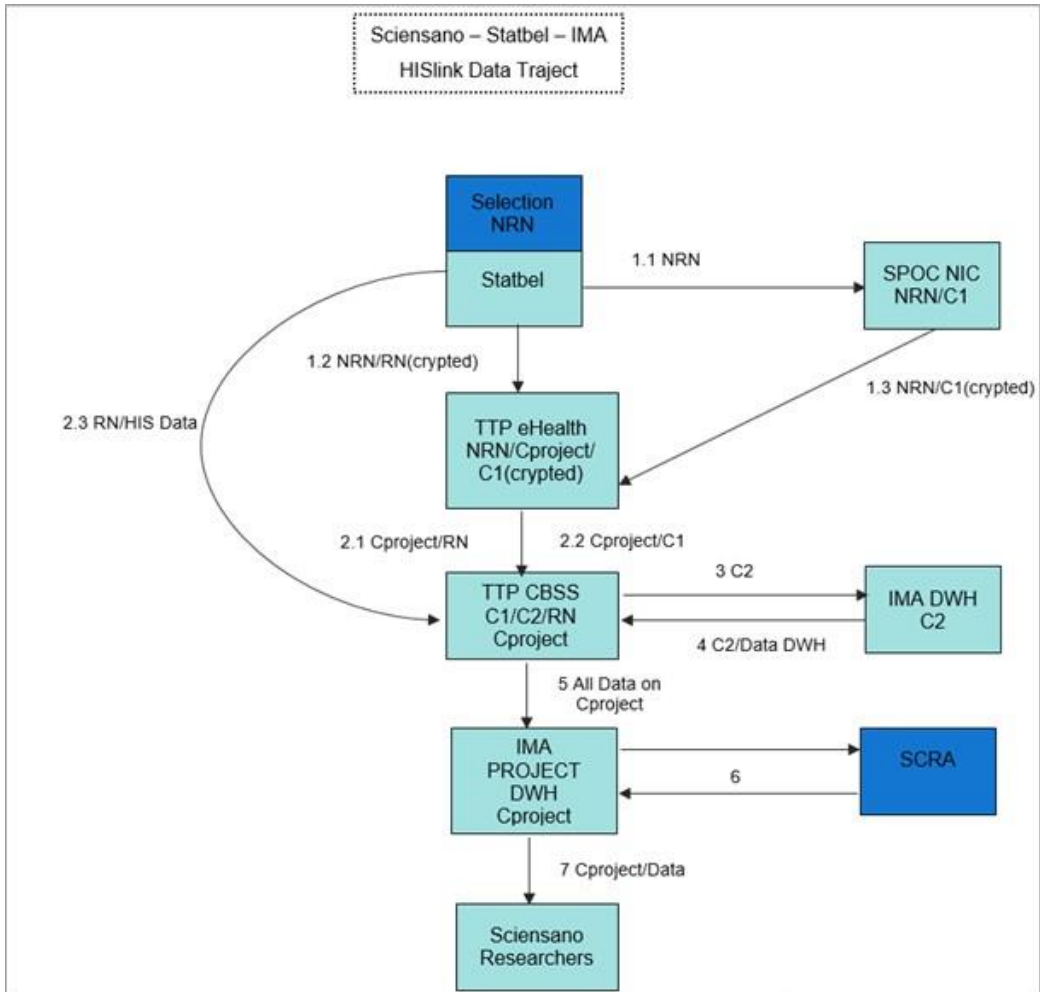 Sciensano – Statbel – IMA
HISlink Data Traject
Selection
NRN
Statbel
1.1 NRN
SPOC NIC
NRN/C1
1.2 NRN/RN(crypted)
1.3 NRN/C1(crypted)
2.3 RN/HIS Data
TTP eHealth
NRN/Cproject/
C1(crypted)
2.1 Cproject/RN
2.2 Cproject/C1
TTP CBSS
C1/C2/RN
Cproject
3 C2
IMA DWH
C2
4 C2/Data DWH
5 All Data on
Cproject
IMA
PROJECT
DWH
Cproject
SCRA
6
7 Cproject/Data
Sciensano
Researchers